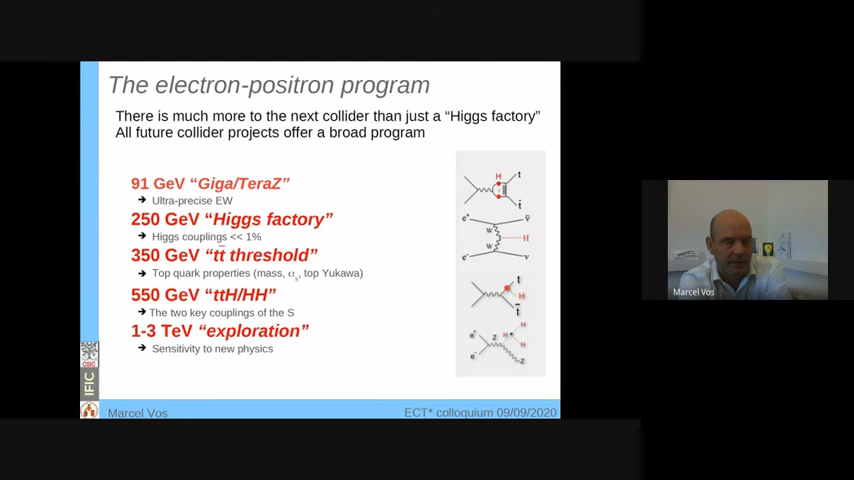 The electron-positron program
There is much more to the next collider than just a “Higgs factory”
All future collider projects offer a broad program
91 GeV “Giga/TeraZ”
➔ Ultra-precise EW
250 GeV “Higgs factory”
➔ Higgs couplings << 1%
350 GeV “tt̅ threshold”
➔ Top quark properties (mass, αs, top Yukawa)
550 GeV “ttH/HH”
➔ The two key couplings of the S
1-3 TeV “exploration”
➔ Sensitivity to new physics
H
t
t̅
e+
ν̅
W
H
W
e-
ν
t
H
t̅
H
e+
Z
H
H
e-
Z
CSIC
IFIC
Marcel Vos
ECT* colloquium 09/09/2020
Marcel Vos